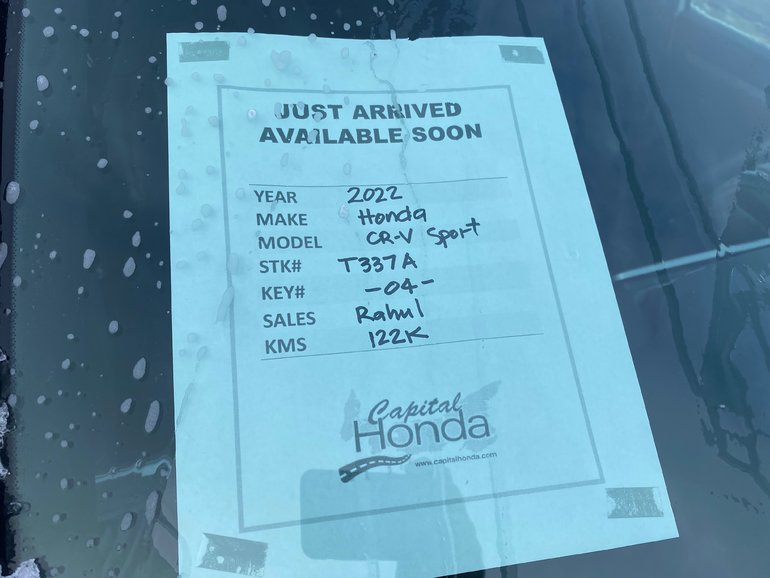 JUST ARRIVED
AVAILABLE SOON
YEAR 2022
MAKE Honda
MODEL CR-V Sport
STK# T337A
KEY# -04-
SALES Rahul
KMS 122K
Capital
Honda
www.capitalhonda.com